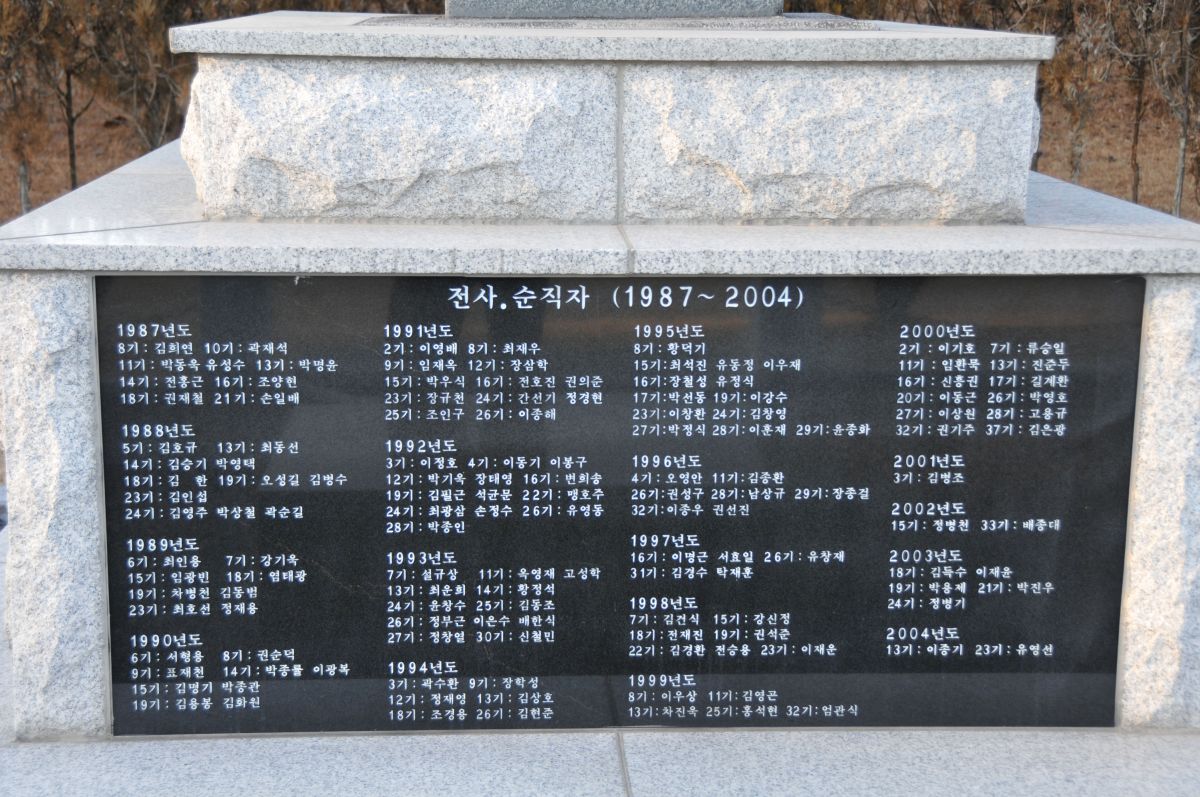 전사.순직자 (1987~2004)
1987년도
8기: 김희연 10기: 곽재석
11기: 박동욱 유성수 13기: 박명윤
14기: 전홍근 16기: 조양현
18기: 권재철 21기: 손일배
1988년도
5기: 김호규 13기: 최동선
14기: 김승기 박영택
18기: 김 한 19기: 오성길 김병수
23기: 김인섭
24기: 김영주 박상철 곽순길
1989년도
6기: 최인용 7기: 강기옥
15기: 임광빈 18기: 염태광
19기: 차병천 김동범
23기: 최호선 정재용
1990년도
6기: 서형용 8기: 권순덕
9기: 표재천 14기: 박종률 이광복
15기: 김명기 박종관
19기: 김용봉 김화원
1991년도
2기: 이영배 8기: 최재우
9기: 임재옥 12기: 장삼학
15기: 박우식 16기: 전호진 권의준
23기: 장규천 24기: 간선기 정경현
25기: 조인구 26기: 이종해
1992년도
3기: 이정호 4기: 이동기 이봉구
12기: 박기옥 장태영 16기: 변희송
19기: 김필근 석균문 22기: 맹호주
24기: 최광삼 손정수 26기: 유영동
28기: 박종인
1993년도
7기: 설규상 11기: 옥영재 고성학
13기: 최운희 14기: 황정석
24기: 윤창수 25기: 김동조
26기: 정부근 이은수 배한식
27기: 정창열 30기: 신철민
1994년도
3기: 곽수환 9기: 장학성
12기: 정재영 13기: 김상호
18기: 조경용 26기: 김현준
1995년도
8기: 황덕기
15기: 최석진 유동정 이우재
16기: 장철성 유정식
17기: 박선동 19기: 이강수
23기: 이창환 24기: 김창영
27기: 박정식 28기: 이훈재 29기: 윤중화
1996년도
4기: 오영안 11기: 김종환
26기: 권성구 28기: 남상규 29기: 장종길
32기: 이종우 권선진
1997년도
16기: 이명근 서효일 26기: 유창재
31기: 김경수 탁재훈
1998년도
7기: 김건식 15기: 강신정
18기: 전재진 19기: 권석준
22기: 김경환 전승용 23기: 이재운
1999년도
8기: 이우상 11기: 김영곤
13기: 차진옥 25기: 홍석현 32기: 엄관식
2000년도
2기: 이기호 7기: 류승일
11기: 임환묵 13기: 진준두
16기: 신흥권 17기: 길계환
20기: 이동근 26기: 박영호
27기: 이상원 28기: 고용규
32기: 권기주 37기: 김은광
2001년도
3기: 김병조
2002년도
15기: 정병천 33기: 배종대
2003년도
18기: 김득수 이재윤
19기: 박용제 21기: 박진우
24기: 정병기
2004년도
13기: 이종기 23기: 유영선